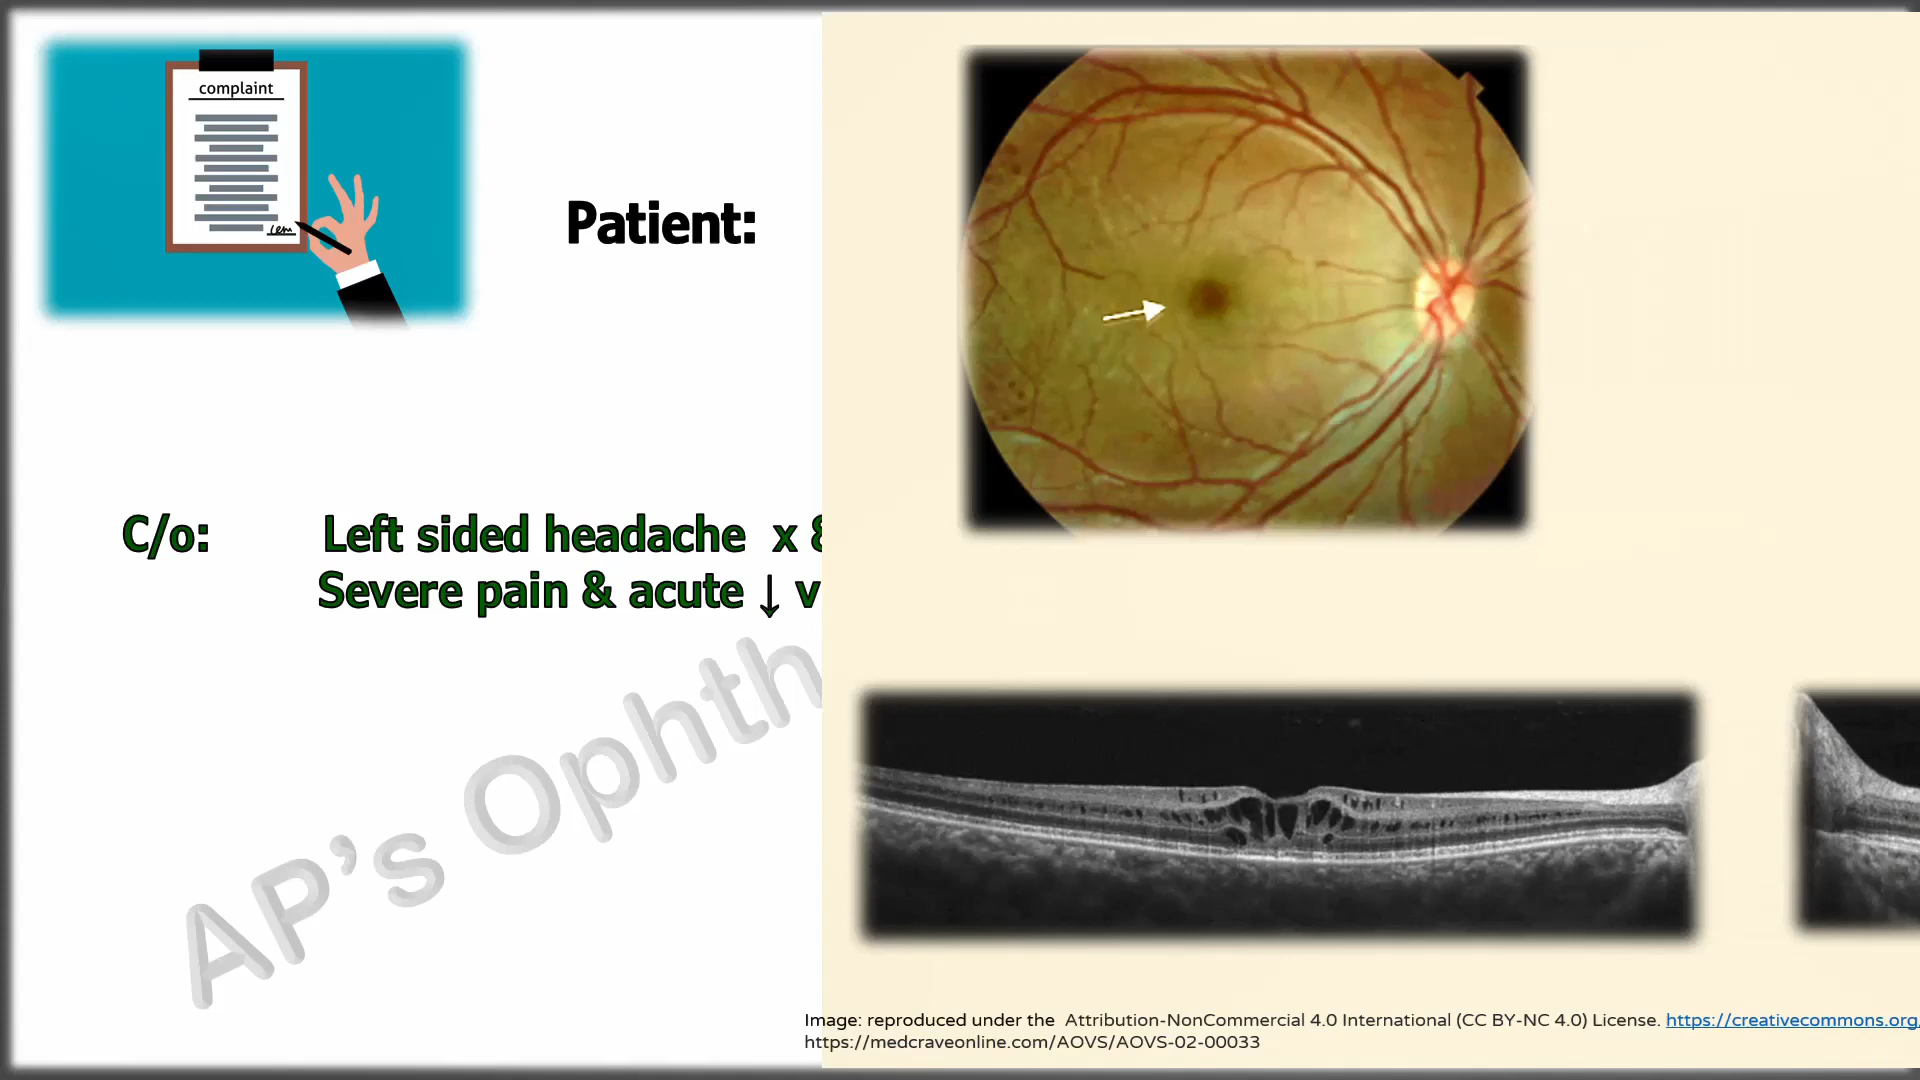 complaint
Patient:
C/o: Left sided headache x
Severe pain & acute ↓ v
AP's Ophth
Image: reproduced under the Attribution-NonCommercial 4.0 International (CC BY-NC 4.0) License. https://creativecommons.org/
https://medcraveonline.com/AOVS/AOVS-02-00033